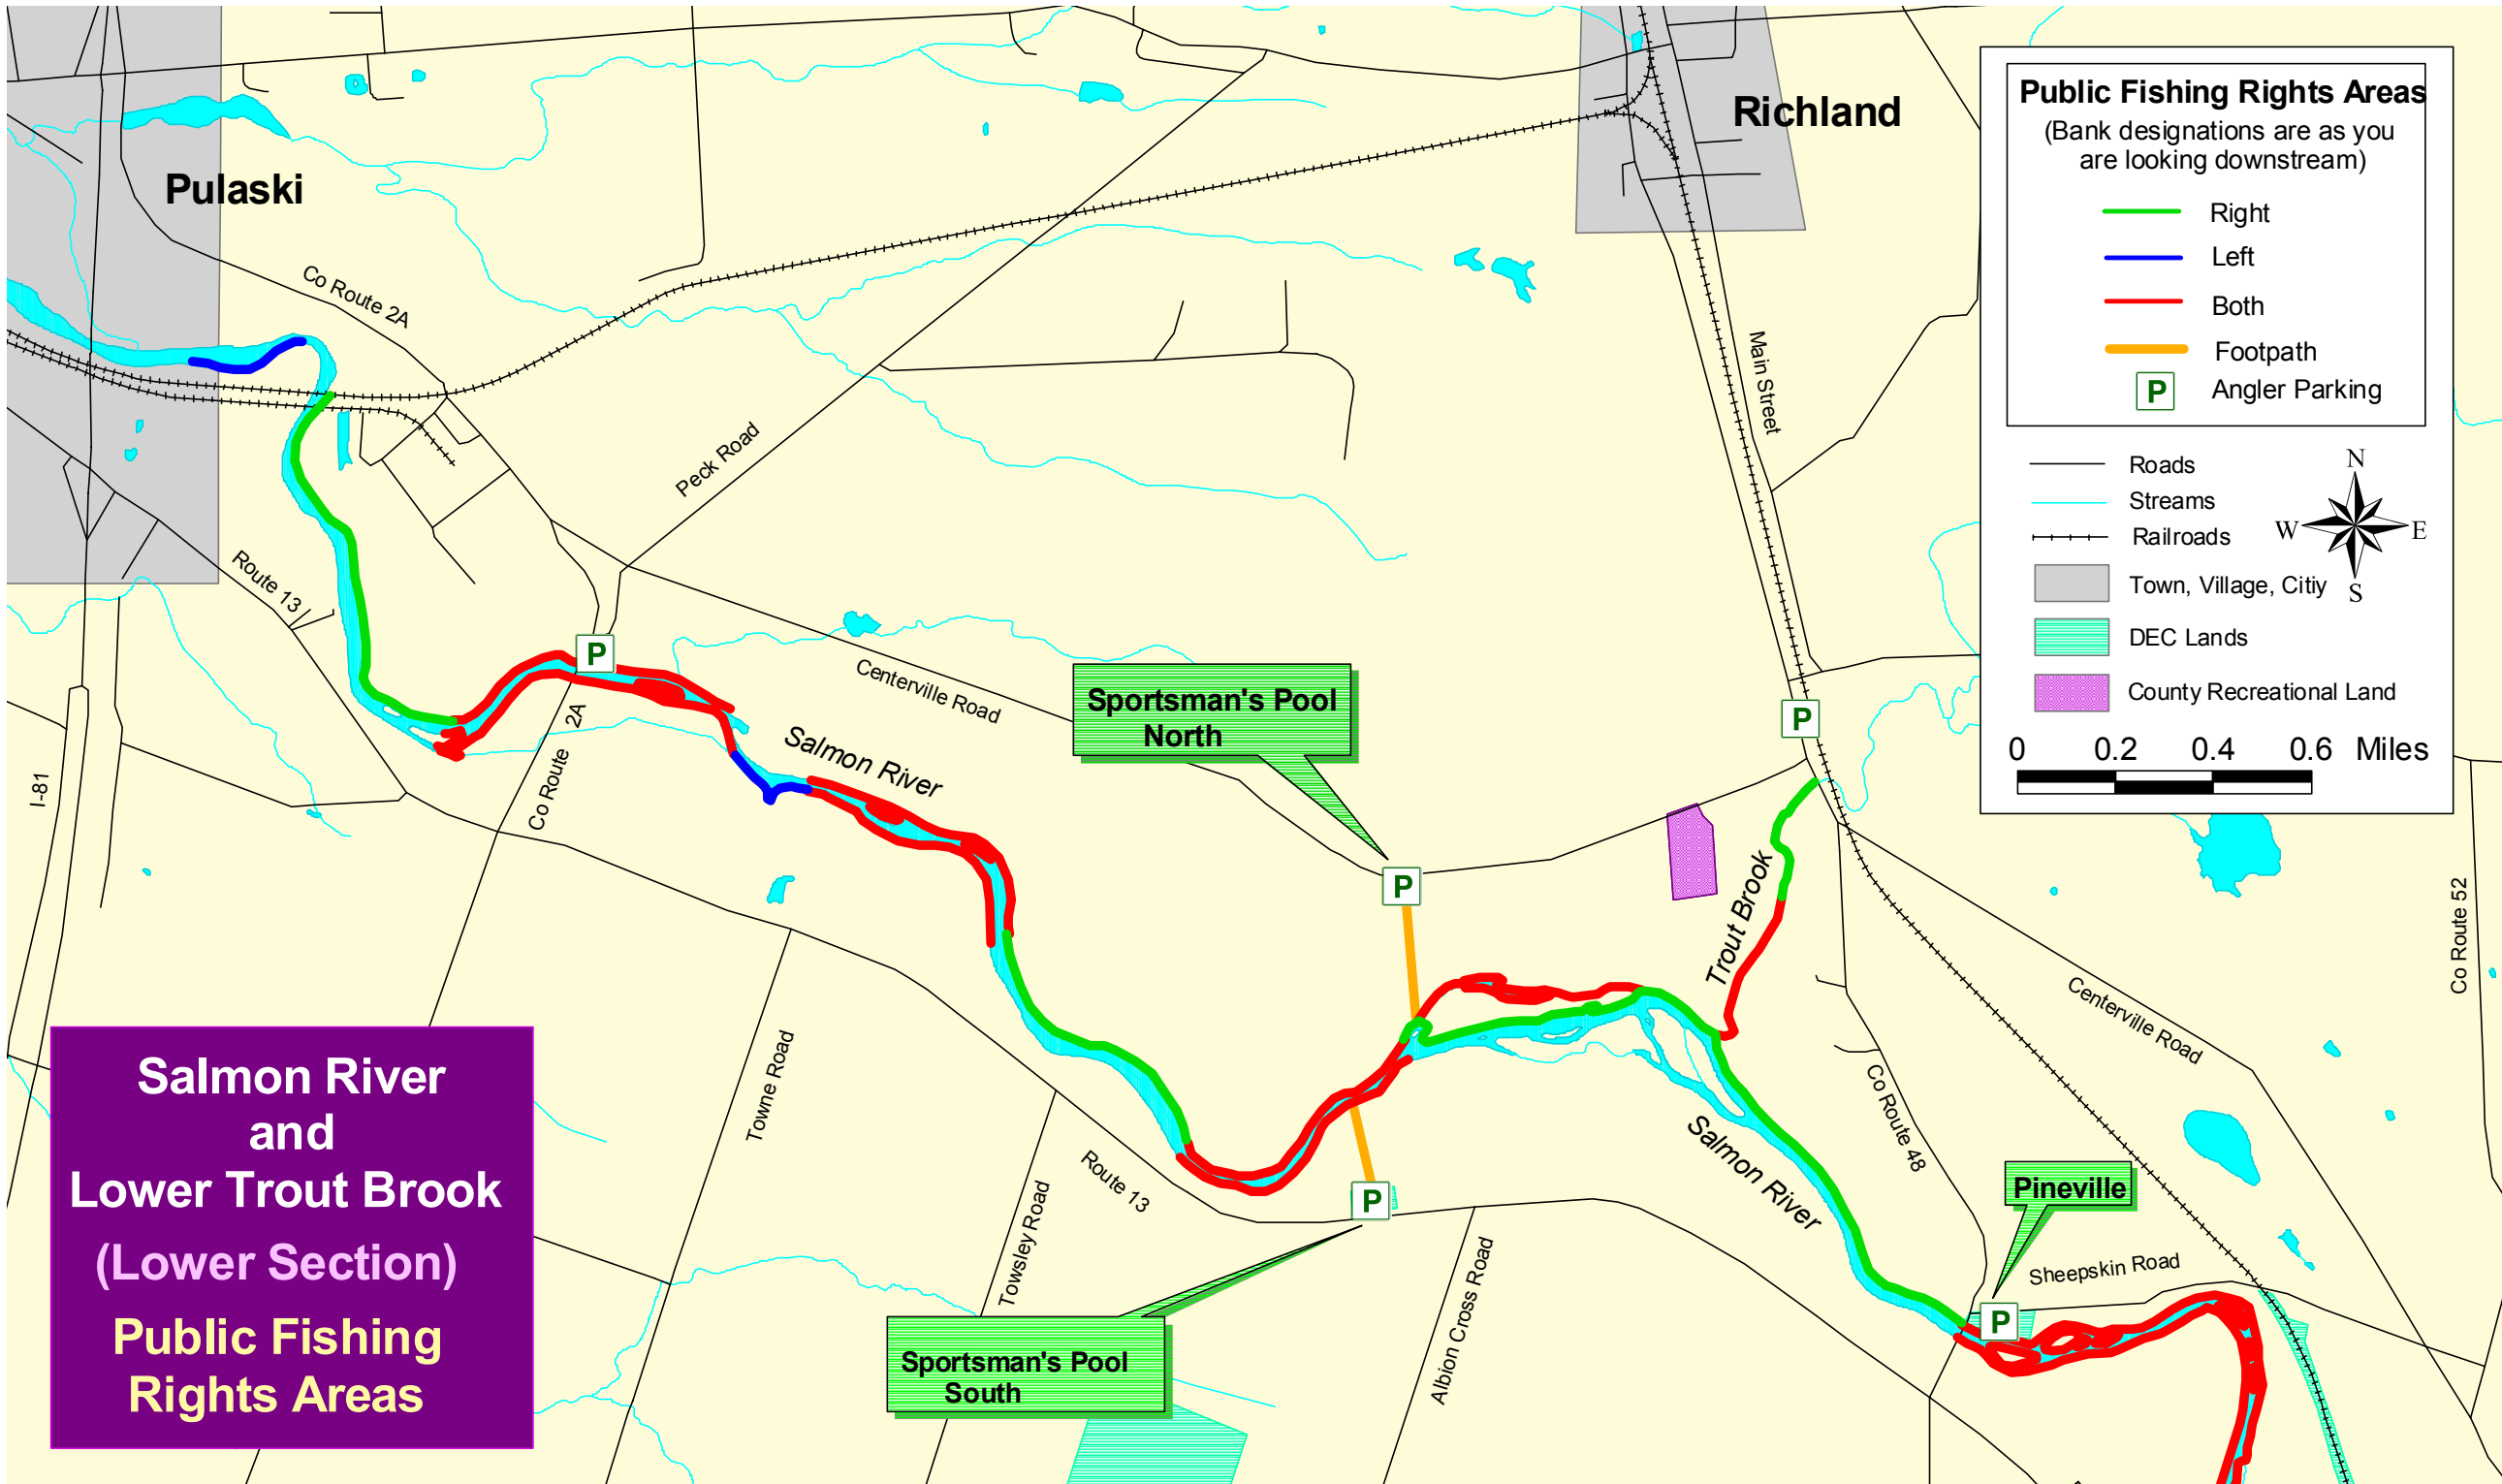 Pulaski
Richland
Public Fishing Rights Areas
(Bank designations are as you
are looking downstream)
Right
Left
Both
Footpath
P
Angler Parking
Roads
Streams
Railroads
Town, Village, Citiy
DEC Lands
County Recreational Land
N
W
E
S
0 0.2 0.4 0.6 Miles
Co Route 2A
Main Street
Peck Road
Route 13
P
Centerville Road
Sportsman's Pool
North
P
Salmon River
Co Route 2A
I-81
P
Trout Brook
Co Route 52
Centerville Road
Salmon River
and
Lower Trout Brook
(Lower Section)
Public Fishing
Rights Areas
Towne Road
Co Route 48
Salmon River
Route 13
P
Pineville
Towsley Road
Albion Cross Road
Sheepskin Road
P
Sportsman's Pool
South